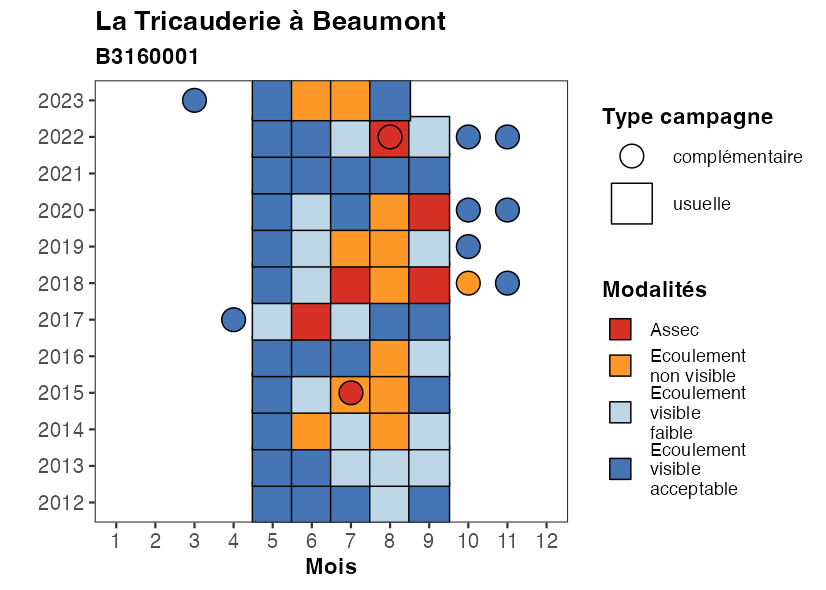 La Tricauderie à Beaumont
B3160001
2023
2022
2021
2020
2019
2018
2017
2016
2015
2014
2013
2012
1 2 3 4 5 6 7 8 9 10 11 12
Mois
Type campagne
complémentaire
usuelle
Modalités
Assec
Ecoulement
non visible
Ecoulement
visible
faible
Ecoulement
visible
acceptable